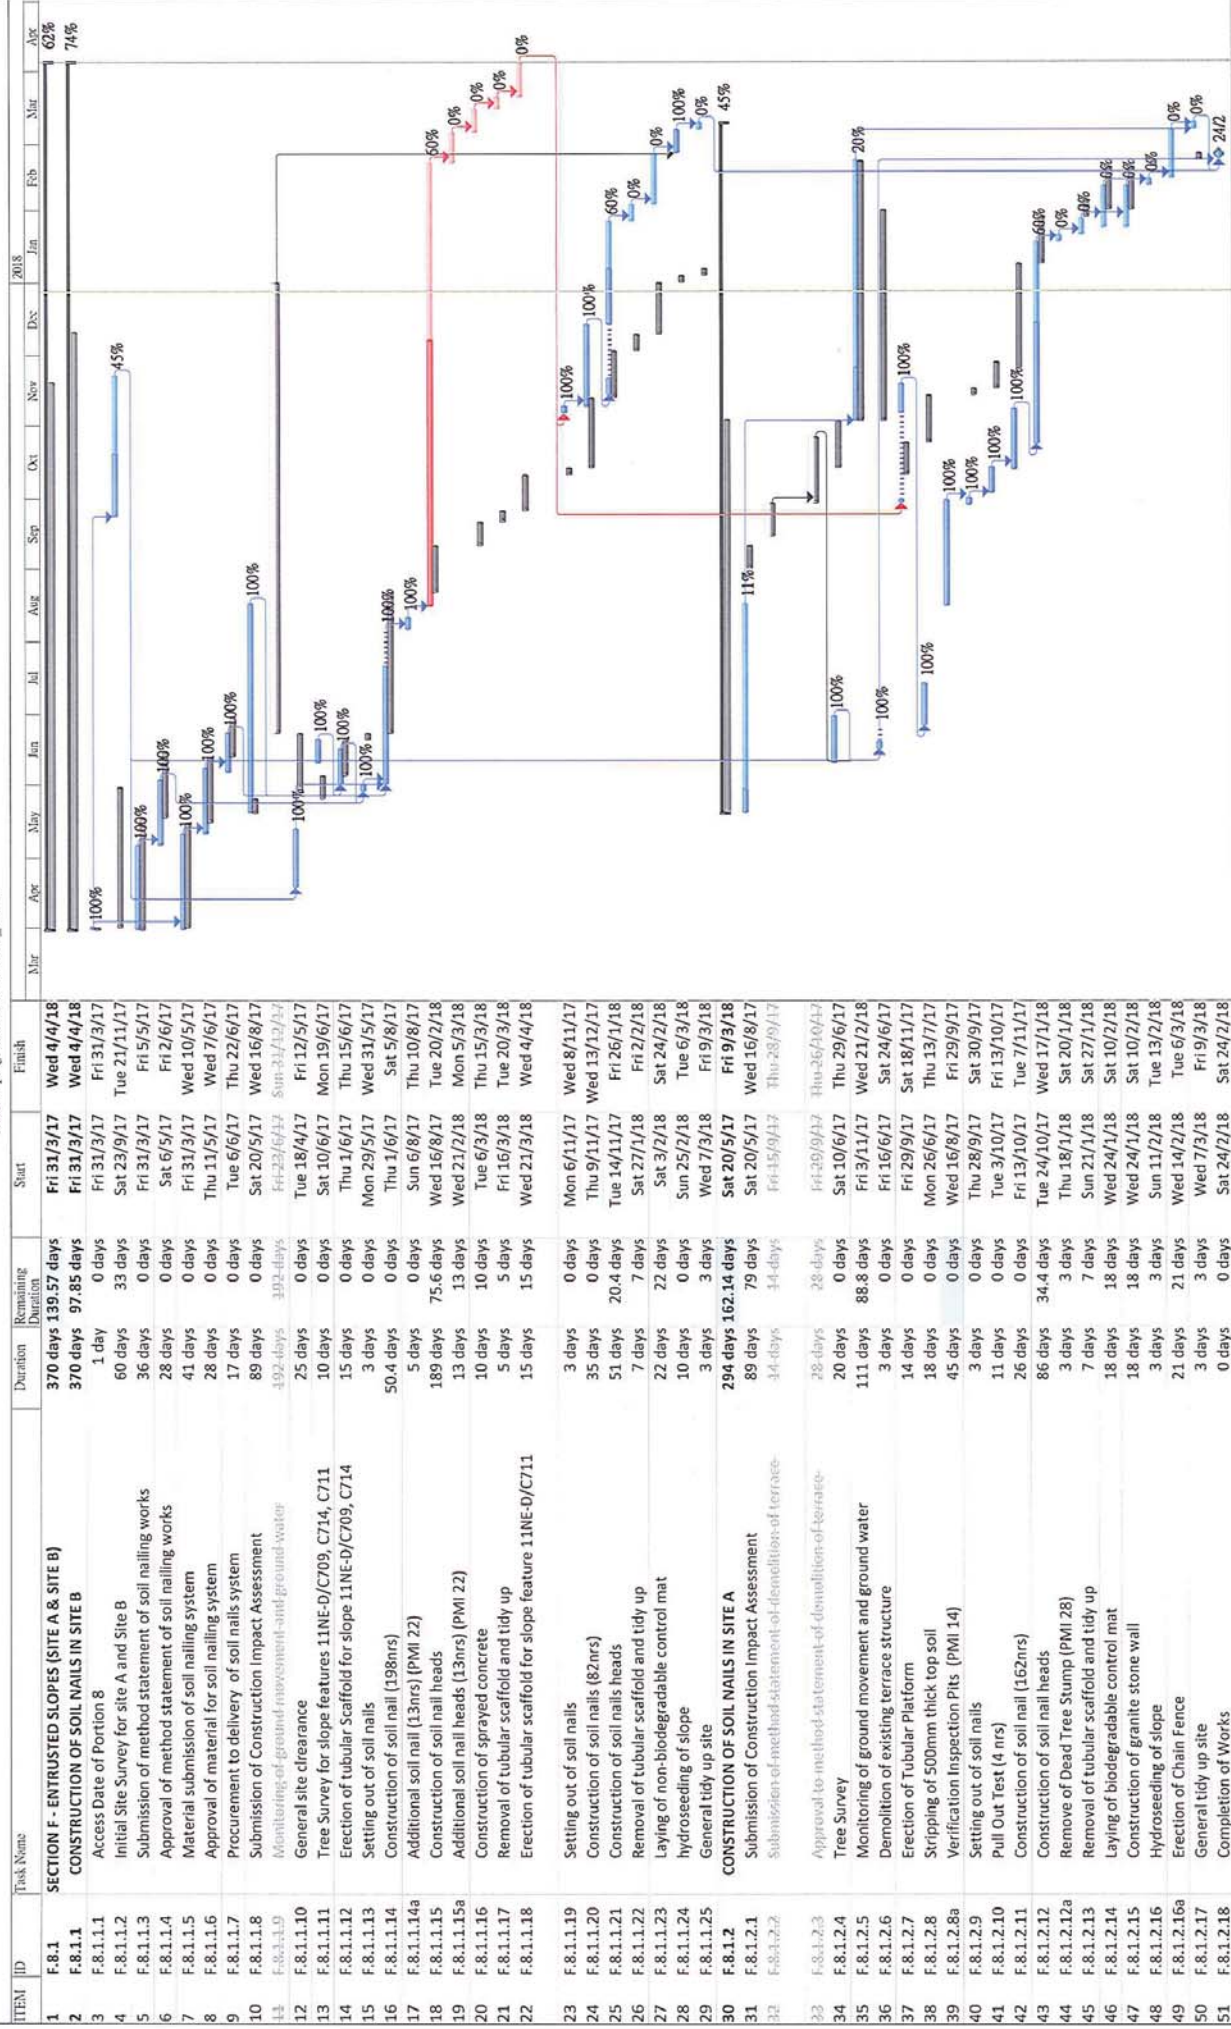 ITEM ID Task Name Duration Remaining Duration Start Finish Mar Apr May Jun Jul Aug Sep Oct Nov Dec 2018 Jan Feb Mar Apr
1 F.8.1 SECTION F - ENTRUSTED SLOPES (SITE A & SITE B) 370 days 139.57 days Fri 31/3/17 Wed 4/4/18 62%
2 F.8.1.1 CONSTRUCTION OF SOIL NAILS IN SITE B 370 days 97.85 days Fri 31/3/17 Wed 4/4/18 74%
3 F.8.1.1.1 Access Date of Portion 8 1 day 0 days Fri 31/3/17 Fri 31/3/17 100%
4 F.8.1.1.2 Initial Site Survey for site A and Site B 60 days 33 days Sat 23/9/17 Tue 21/11/17 45%
5 F.8.1.1.3 Submission of method statement of soil nailing works 36 days 0 days Fri 31/3/17 Fri 5/5/17 100%
6 F.8.1.1.4 Approval of method statement of soil nailing works 28 days 0 days Sat 6/5/17 Fri 2/6/17 100%
7 F.8.1.1.5 Material submission of soil nailing system 41 days 0 days Fri 31/3/17 Wed 10/5/17 100%
8 F.8.1.1.6 Approval of material for soil nailing system 28 days 0 days Thu 11/5/17 Wed 7/6/17 100%
9 F.8.1.1.7 Procurement to delivery of soil nails system 17 days 0 days Tue 6/6/17 Thu 22/6/17 100%
10 F.8.1.1.8 Submission of Construction Impact Assessment 89 days 0 days Sat 20/5/17 Wed 16/8/17 100%
11 F.8.1.1.9 Monitoring of ground movement and ground water 192 days 192 days Fri 23/6/17 Sun 31/12/17
12 F.8.1.1.10 General site clrearance 25 days 0 days Tue 18/4/17 Fri 12/5/17 100%
13 F.8.1.1.11 Tree Survey for slope features 11NE-D/C709, C714, C711 10 days 0 days Sat 10/6/17 Mon 19/6/17 100%
14 F.8.1.1.12 Erection of tubular Scaffold for slope 11NE-D/C709, C714 15 days 0 days Thu 1/6/17 Thu 15/6/17 100%
15 F.8.1.1.13 Setting out of soil nails 3 days 0 days Mon 29/5/17 Wed 31/5/17 100%
16 F.8.1.1.14 Construction of soil nail (198nrs) 50.4 days 0 days Thu 1/6/17 Sat 5/8/17 100%
17 F.8.1.1.14a Additional soil nail (13nrs) (PMI 22) 5 days 0 days Sun 6/8/17 Thu 10/8/17 100%
18 F.8.1.1.15 Construction of soil nail heads 189 days 75.6 days Wed 16/8/17 Tue 20/2/18 60%
19 F.8.1.1.15a Additional soil nail heads (13nrs) (PMI 22) 13 days 13 days Wed 21/2/18 Mon 5/3/18 0%
20 F.8.1.1.16 Construction of sprayed concrete 10 days 10 days Tue 6/3/18 Thu 15/3/18 0%
21 F.8.1.1.17 Removal of tubular scaffold and tidy up 5 days 5 days Fri 16/3/18 Tue 20/3/18 0%
22 F.8.1.1.18 Erection of tubular scaffold for slope feature 11NE-D/C711 15 days 15 days Wed 21/3/18 Wed 4/4/18 0%
23 F.8.1.1.19 Setting out of soil nails 3 days 0 days Mon 6/11/17 Wed 8/11/17 100%
24 F.8.1.1.20 Construction of soil nails (82nrs) 35 days 0 days Thu 9/11/17 Wed 13/12/17 100%
25 F.8.1.1.21 Construction of soil nails heads 51 days 20.4 days Tue 14/11/17 Fri 26/1/18 60%
26 F.8.1.1.22 Removal of tubular scaffold and tidy up 7 days 7 days Sat 27/1/18 Fri 2/2/18 0%
27 F.8.1.1.23 Laying of non-biodegradable control mat 22 days 22 days Sat 3/2/18 Sat 24/2/18 0%
28 F.8.1.1.24 hydroseeding of slope 10 days 0 days Sun 25/2/18 Tue 6/3/18 100%
29 F.8.1.1.25 General tidy up site 3 days 3 days Wed 7/3/18 Fri 9/3/18 0%
30 F.8.1.2 CONSTRUCTION OF SOIL NAILS IN SITE A 294 days 162.14 days Sat 20/5/17 Fri 9/3/18 45%
31 F.8.1.2.1 Submission of Construction Impact Assessment 89 days 79 days Sat 20/5/17 Wed 16/8/17 11%
32 F.8.1.2.2 Submission of method statement of demolition of terrace 14 days 14 days Fri 15/9/17 Thu 28/9/17
33 F.8.1.2.3 Approval to method statement of demolition of terrace 28 days 28 days Fri 29/9/17 Thu 26/10/17
34 F.8.1.2.4 Tree Survey 20 days 0 days Sat 10/6/17 Thu 29/6/17 100%
35 F.8.1.2.5 Monitoring of ground movement and ground water 111 days 88.8 days Fri 3/11/17 Wed 21/2/18 20%
36 F.8.1.2.6 Demolition of existing terrace structure 3 days 0 days Fri 16/6/17 Sat 24/6/17 100%
37 F.8.1.2.7 Erection of Tubular Platform 14 days 0 days Fri 29/9/17 Sat 18/11/17 100%
38 F.8.1.2.8 Stripping of 500mm thick top soil 18 days 0 days Mon 26/6/17 Thu 13/7/17 100%
39 F.8.1.2.8a Verification Inspection Pits (PMI 14) 45 days 0 days Wed 16/8/17 Fri 29/9/17 100%
40 F.8.1.2.9 Setting out of soil nails 3 days 0 days Thu 28/9/17 Sat 30/9/17 100%
41 F.8.1.2.10 Pull Out Test (4 nrs) 11 days 0 days Tue 3/10/17 Fri 13/10/17 100%
42 F.8.1.2.11 Construction of soil nail (162nrs) 26 days 0 days Fri 13/10/17 Tue 7/11/17 100%
43 F.8.1.2.12 Construction of soil nail heads 86 days 34.4 days Tue 24/10/17 Wed 17/1/18 60%
44 F.8.1.2.12a Remove of Dead Tree Stump (PMI 28) 3 days 3 days Thu 18/1/18 Sat 20/1/18 0%
45 F.8.1.2.13 Removal of tubular scaffold and tidy up 7 days 7 days Sun 21/1/18 Sat 27/1/18 0%
46 F.8.1.2.14 Laying of biodegradable control mat 18 days 18 days Wed 24/1/18 Sat 10/2/18 0%
47 F.8.1.2.15 Construction of granite stone wall 18 days 18 days Wed 24/1/18 Sat 10/2/18 0%
48 F.8.1.2.16 Hydroseeding of slope 3 days 3 days Sun 11/2/18 Tue 13/2/18 0%
49 F.8.1.2.16a Erection of Chain Fence 21 days 21 days Wed 14/2/18 Tue 6/3/18 0%
50 F.8.1.2.17 General tidy up site 3 days 3 days Wed 7/3/18 Fri 9/3/18 0%
51 F.8.1.2.18 Completion of Works 0 days 0 days Sat 24/2/18 Sat 24/2/18 24/2